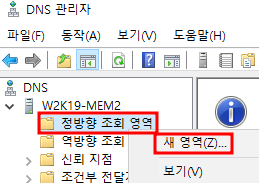 DNS 관리자
파일(F) 동작(A) 보기(V) 도움말(H)
DNS
W2K19-MEM2
정방향 조회 영역
새 영역(Z)...
역방향 조회
신뢰 지점
보기(V)
조건부 전달